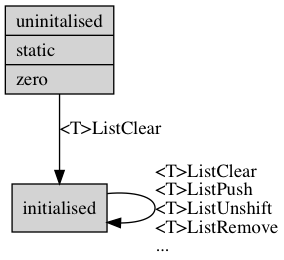 uninitalised
static
zero
<T>ListClear
<T>ListClear
<T>ListPush
<T>ListUnshift
<T>ListRemove
...
initialised